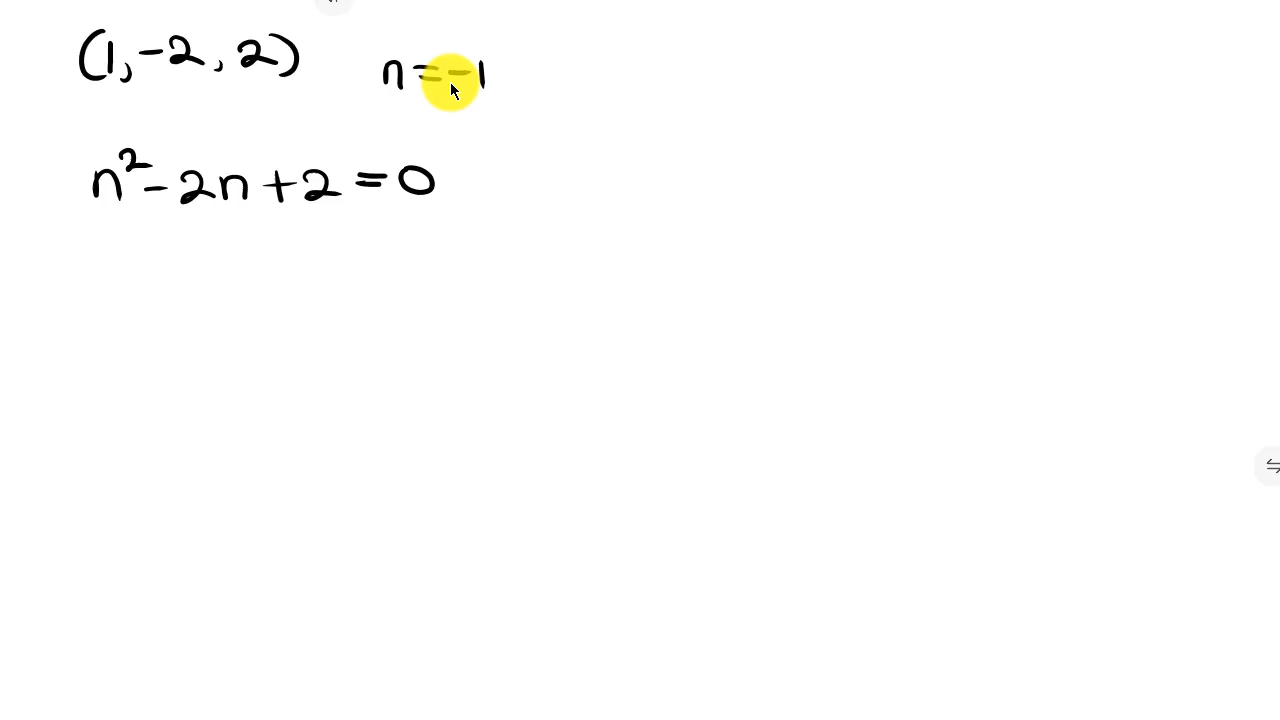 (1, -2, 2)
n = -1
n² - 2n + 2 = 0